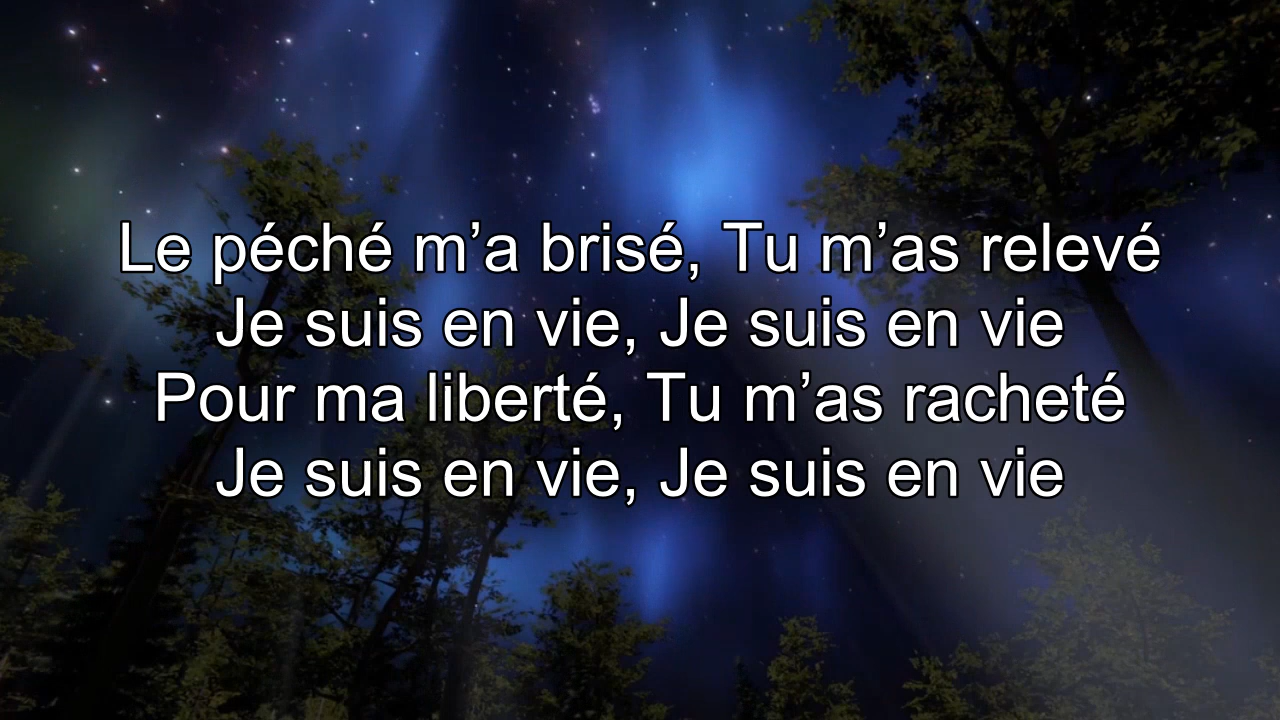 Le péché m’a brisé, Tu m’as relevé
Je suis en vie, Je suis en vie
Pour ma liberté, Tu m’as racheté
Je suis en vie, Je suis en vie